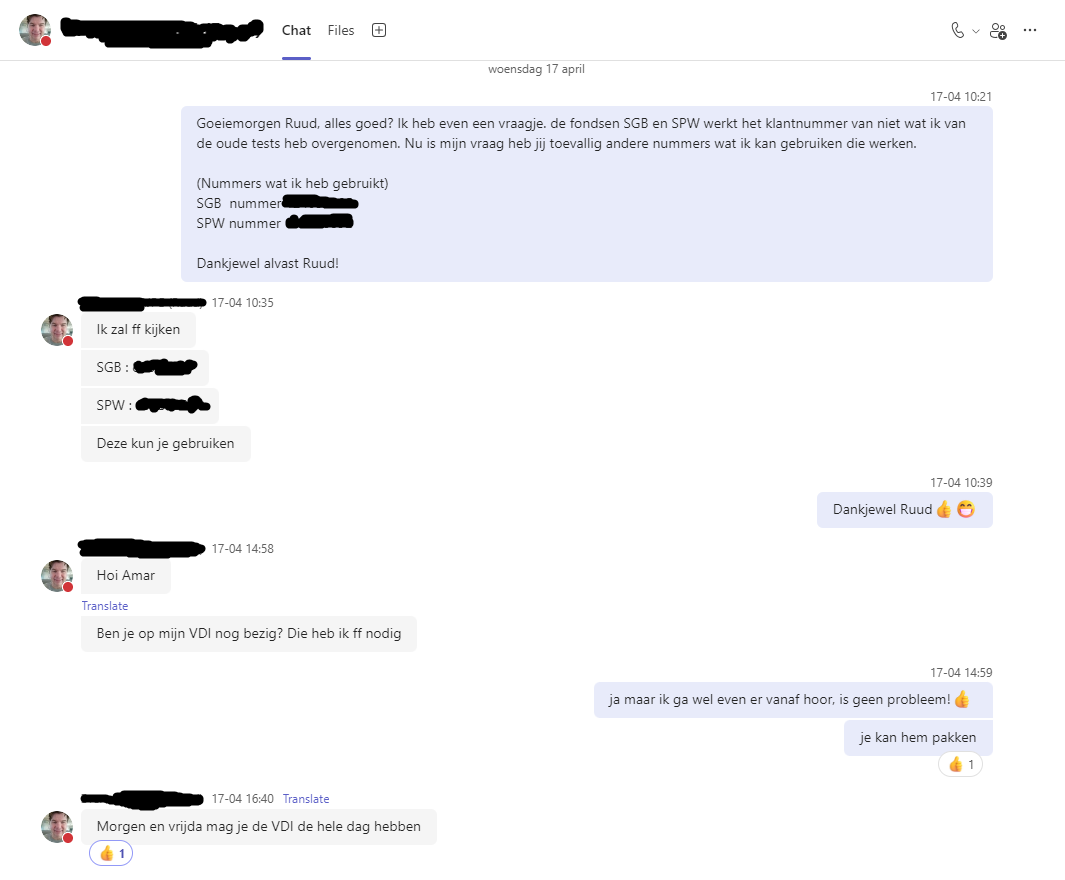 Chat Files
woensdag 17 april
17-04 10:21
Goeiemorgen Ruud, alles goed? Ik heb even een vraagje. de fondsen SGB en SPW werkt het klantnummer van niet wat ik van
de oude tests heb overgenomen. Nu is mijn vraag heb jij toevallig andere nummers wat ik kan gebruiken die werken.
(Nummers wat ik heb gebruikt)
SGB nummer
SPW nummer
Dankjewel alvast Ruud!
17-04 10:35
Ik zal ff kijken
SGB :
SPW :
Deze kun je gebruiken
17-04 10:39
Dankjewel Ruud👍😁
17-04 14:58
Hoi Amar
Translate
Ben je op mijn VDI nog bezig? Die heb ik ff nodig
17-04 14:59
ja maar ik ga wel even er vanaf hoor, is geen probleem!👍
je kan hem pakken
👍 1
17-04 16:40 Translate
Morgen en vrijda mag je de VDI de hele dag hebben
👍 1